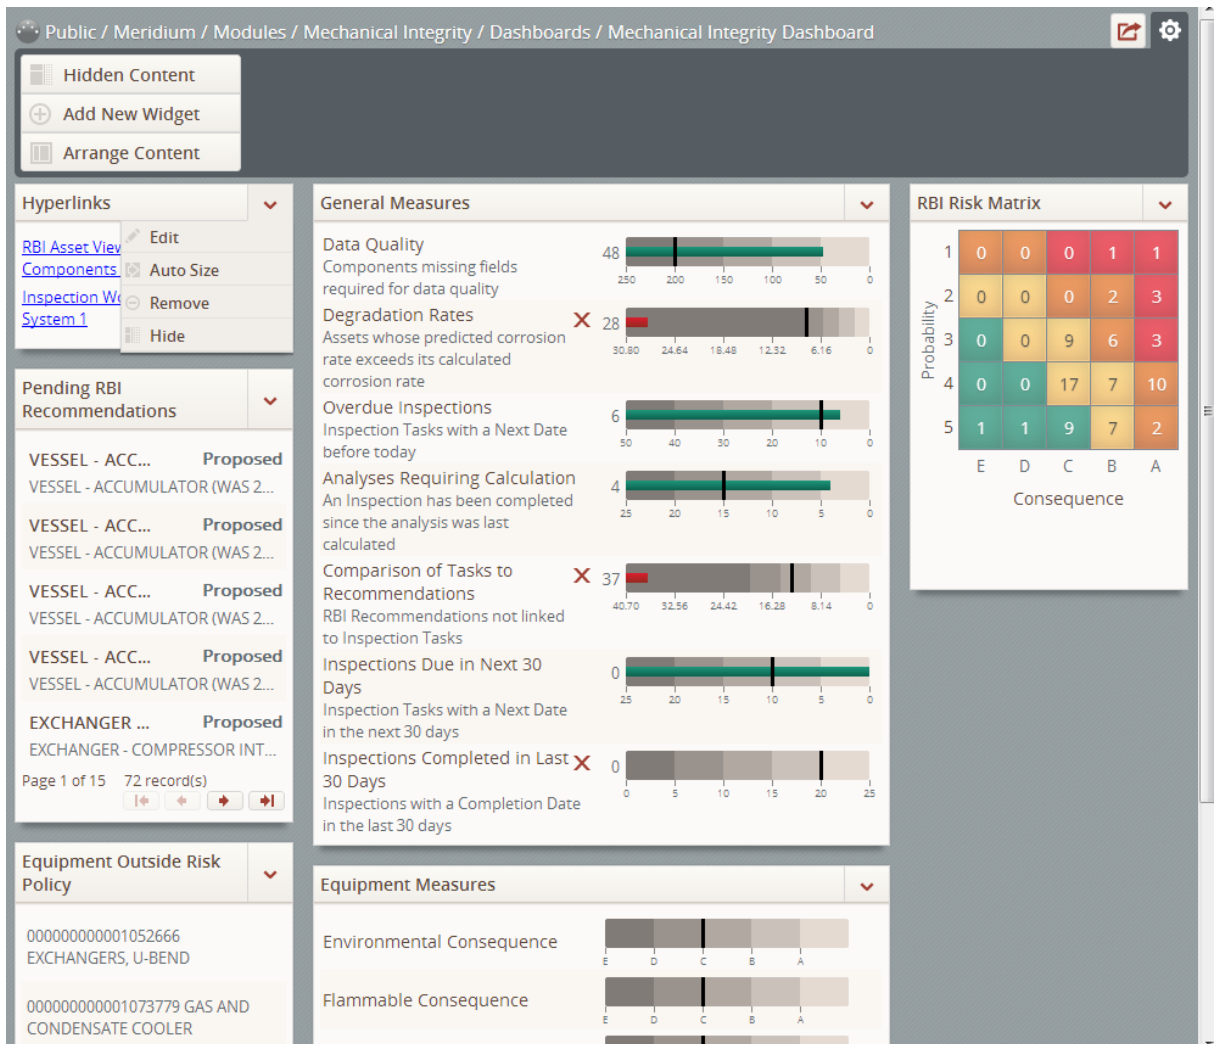 Public / Meridium / Modules / Mechanical Integrity / Dashboards / Mechanical Integrity Dashboard
Hidden Content
Add New Widget
Arrange Content
Hyperlinks
RBI Asset View
Components
Inspection
System 1
Edit
Auto Size
Remove
Hide
Pending RBI
Recommendations
VESSEL - ACC... Proposed
VESSEL - ACCUMULATOR (WAS 2...
VESSEL - ACC... Proposed
VESSEL - ACCUMULATOR (WAS 2...
VESSEL - ACC... Proposed
VESSEL - ACCUMULATOR (WAS 2...
VESSEL - ACC... Proposed
VESSEL - ACCUMULATOR (WAS 2...
EXCHANGER ... Proposed
EXCHANGER - COMPRESSOR INT...
Page 1 of 15 72 record(s)
Equipment Outside Risk
Policy
000000000001052666
EXCHANGERS, U-BEND
000000000001073779 GAS AND
CONDENSATE COOLER
General Measures
Data Quality
Components missing fields
required for data quality
48
250 200 150 100 50 0
Degradation Rates
Assets whose predicted corrosion
rate exceeds its calculated
corrosion rate
28
30.80 24.64 18.48 12.32 6.16 0
Overdue Inspections
Inspection Tasks with a Next Date
before today
6
50 40 30 20 10 0
Analyses Requiring Calculation
An Inspection has been completed
since the analysis was last
calculated
4
25 20 15 10 5 0
Comparison of Tasks to
Recommendations
RBI Recommendations not linked
to Inspection Tasks
37
40.70 32.56 24.42 16.28 8.14 0
Inspections Due in Next 30
Days
Inspection Tasks with a Next Date
in the next 30 days
0
25 20 15 10 5 0
Inspections Completed in Last
30 Days
Inspections with a Completion Date
in the last 30 days
0
0 5 10 15 20 25
Equipment Measures
Environmental Consequence
E D C B A
Flammable Consequence
E D C B A
RBI Risk Matrix
Probability
1 0 0 0 1 1
2 0 0 0 2 3
3 0 0 9 6 3
4 0 0 17 7 10
5 1 1 9 7 2
E D C B A
Consequence